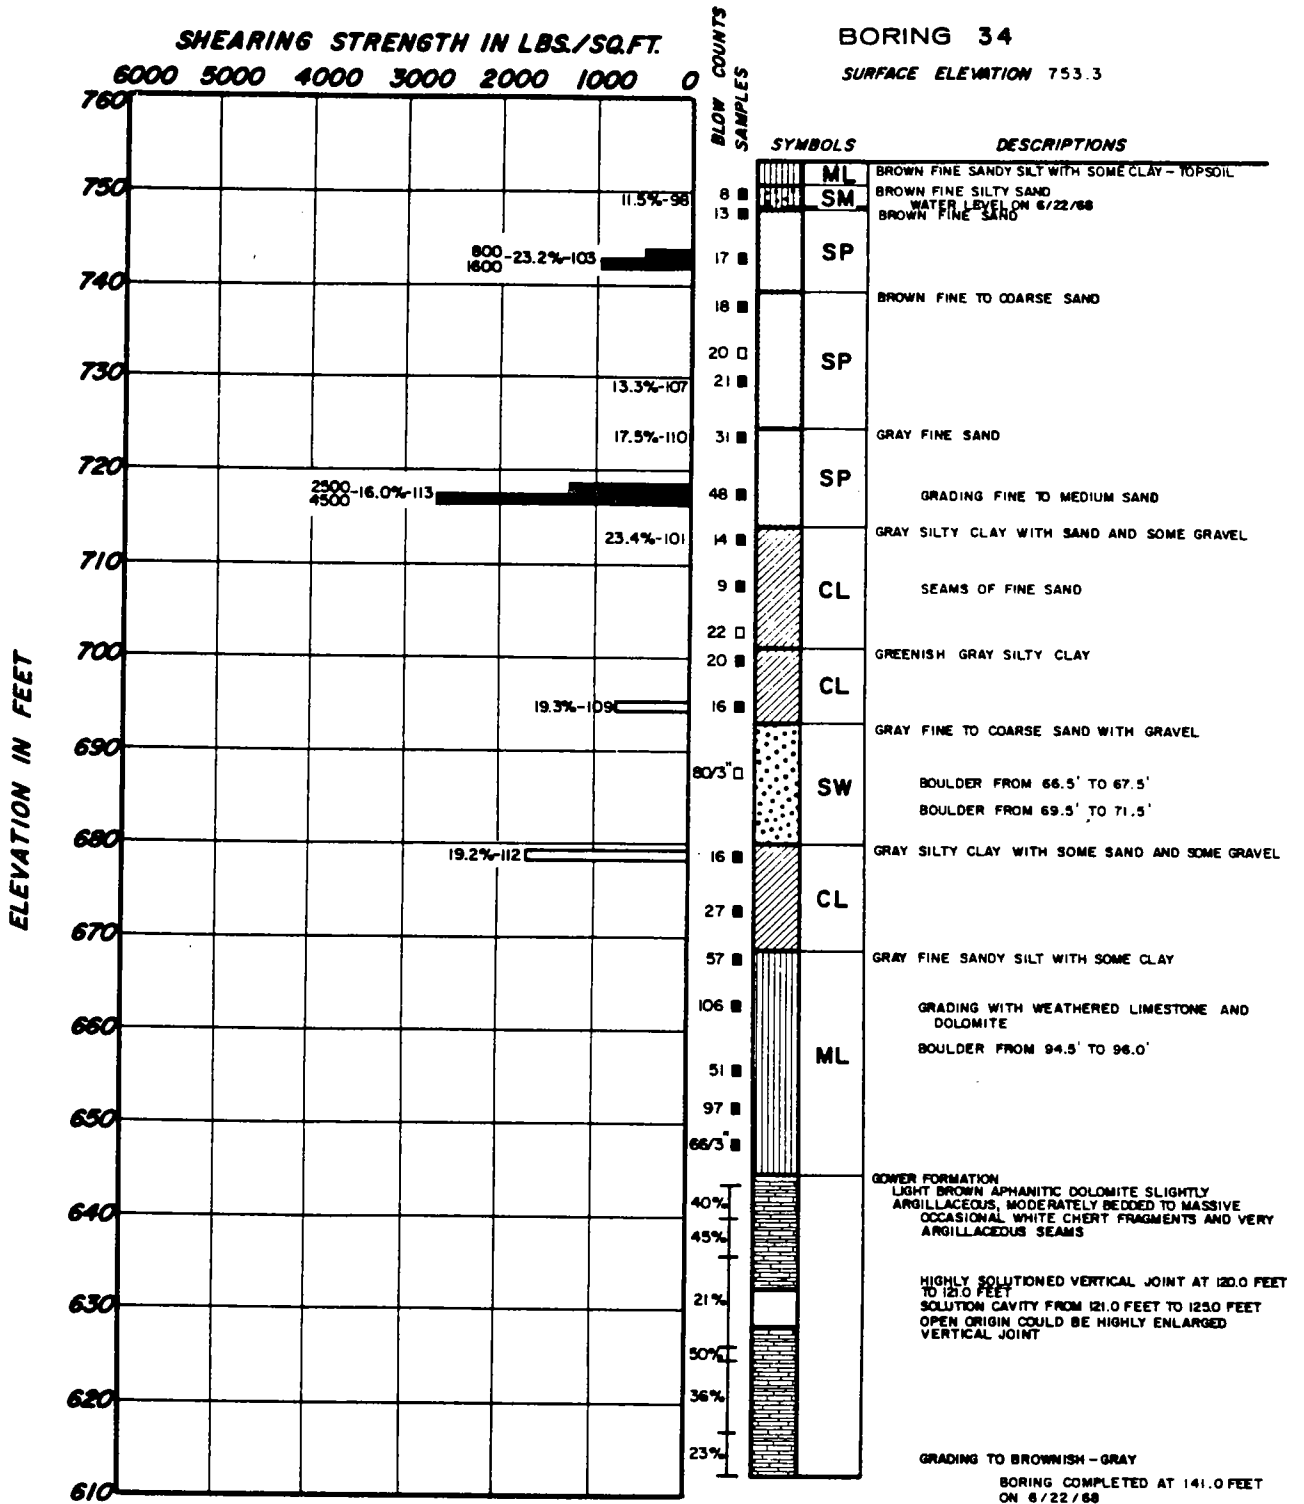 SHEARING STRENGTH IN LBS./SQ.FT.
6000 5000 4000 3000 2000 1000 0
BLOW COUNTS
SAMPLES
BORING 34
SURFACE ELEVATION 753.3
SYMBOLS
DESCRIPTIONS
ELEVATION IN FEET
760
ML BROWN FINE SANDY SILT WITH SOME CLAY - TOPSOIL
750
11.5%-98 8 SM BROWN FINE SILTY SAND
WATER LEVEL ON 6/22/68
13 BROWN FINE SAND
800
1600 -23.2%-103 17 SP
740
18 BROWN FINE TO COARSE SAND
20 SP
730
13.3%-107 21
17.5%-110 31 GRAY FINE SAND
720
SP
2500
4500 -16.0%-113 48 GRADING FINE TO MEDIUM SAND
23.4%-101 14 GRAY SILTY CLAY WITH SAND AND SOME GRAVEL
710
9 CL SEAMS OF FINE SAND
22
700
20 GREENISH GRAY SILTY CLAY
CL
19.3%-109 16
GRAY FINE TO COARSE SAND WITH GRAVEL
690
80/3" SW BOULDER FROM 66.5' TO 67.5'
BOULDER FROM 69.5' TO 71.5'
680
19.2%-112 16 GRAY SILTY CLAY WITH SOME SAND AND SOME GRAVEL
CL
27
670
57 GRAY FINE SANDY SILT WITH SOME CLAY
106 GRADING WITH WEATHERED LIMESTONE AND
DOLOMITE
660
ML BOULDER FROM 94.5' TO 96.0'
51
97
650
66/3"
GOWER FORMATION
LIGHT BROWN APHANITIC DOLOMITE SLIGHTLY
40% ARGILLACEOUS, MODERATELY BEDDED TO MASSIVE
640
OCCASIONAL WHITE CHERT FRAGMENTS AND VERY
45% ARGILLACEOUS SEAMS
HIGHLY SOLUTIONED VERTICAL JOINT AT 120.0 FEET
TO 121.0 FEET
21% SOLUTION CAVITY FROM 121.0 FEET TO 125.0 FEET
630
OPEN ORIGIN COULD BE HIGHLY ENLARGED
VERTICAL JOINT
50%
620
36%
23% GRADING TO BROWNISH - GRAY
610
BORING COMPLETED AT 141.0 FEET
ON 6/22/68